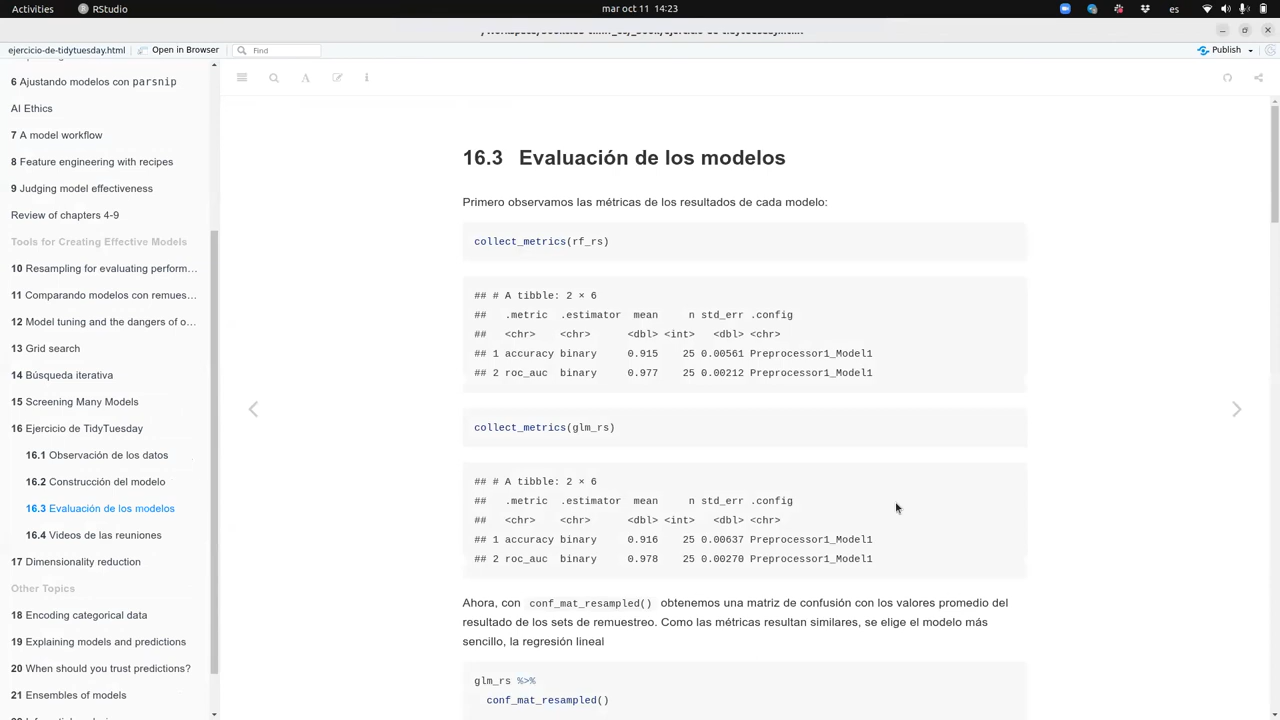 Activities
RStudio
mar oct 11 14:23
es
ejercicio-de-tidytuesday.html
Open in Browser
Find
Publish
6 Ajustando modelos con parsnip
AI Ethics
7 A model workflow
8 Feature engineering with recipes
9 Judging model effectiveness
Review of chapters 4-9
Tools for Creating Effective Models
10 Resampling for evaluating perform…
11 Comparando modelos con remues…
12 Model tuning and the dangers of o…
13 Grid search
14 Búsqueda iterativa
15 Screening Many Models
16 Ejercicio de TidyTuesday
16.1 Observación de los datos
16.2 Construcción del modelo
16.3 Evaluación de los modelos
16.4 Videos de las reuniones
17 Dimensionality reduction
Other Topics
18 Encoding categorical data
19 Explaining models and predictions
20 When should you trust predictions?
21 Ensembles of models
16.3 Evaluación de los modelos
Primero observamos las métricas de los resultados de cada modelo:
collect_metrics(rf_rs)
## # A tibble: 2 × 6
##   .metric  .estimator  mean     n std_err .config
##   <chr>    <chr>      <dbl> <int>   <dbl> <chr>
## 1 accuracy binary     0.915    25 0.00561 Preprocessor1_Model1
## 2 roc_auc  binary     0.977    25 0.00212 Preprocessor1_Model1
collect_metrics(glm_rs)
## # A tibble: 2 × 6
##   .metric  .estimator  mean     n std_err .config
##   <chr>    <chr>      <dbl> <int>   <dbl> <chr>
## 1 accuracy binary     0.916    25 0.00637 Preprocessor1_Model1
## 2 roc_auc  binary     0.978    25 0.00270 Preprocessor1_Model1
Ahora, con conf_mat_resampled() obtenemos una matriz de confusión con los valores promedio del
resultado de los sets de remuestreo. Como las métricas resultan similares, se elige el modelo más
sencillo, la regresión lineal
glm_rs %>%
conf_mat_resampled()